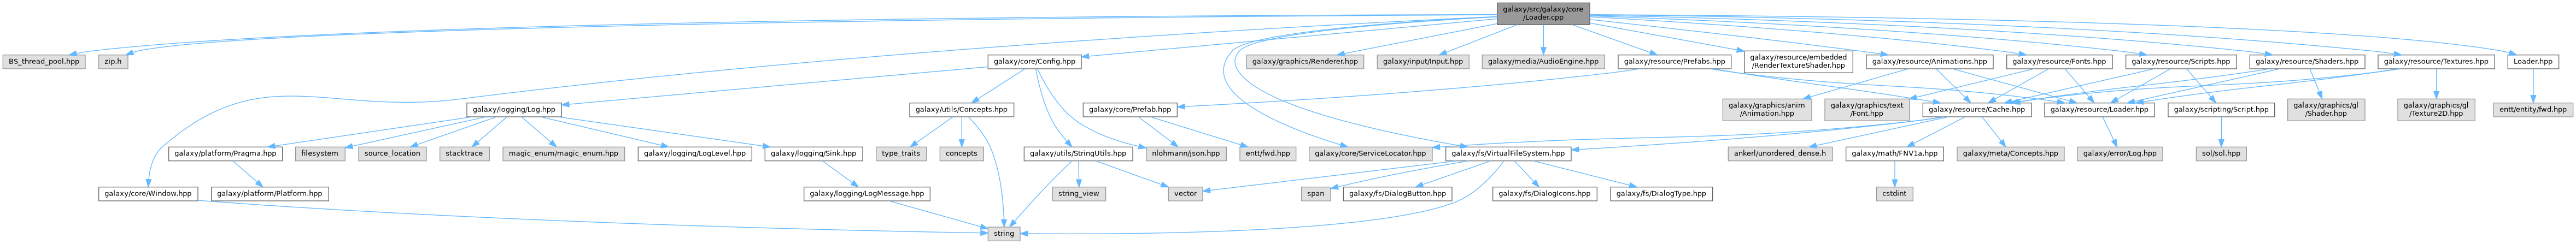 galaxy/src/galaxy/core
/Loader.cpp
BS_thread_pool.hpp
zip.h
galaxy/core/Config.hpp
galaxy/graphics/Renderer.hpp
galaxy/input/Input.hpp
galaxy/media/AudioEngine.hpp
galaxy/resource/Prefabs.hpp
galaxy/resource/embedded
/RenderTextureShader.hpp
galaxy/resource/Animations.hpp
galaxy/resource/Fonts.hpp
galaxy/resource/Scripts.hpp
galaxy/resource/Shaders.hpp
galaxy/resource/Textures.hpp
Loader.hpp
galaxy/logging/Log.hpp
galaxy/utils/Concepts.hpp
galaxy/core/Prefab.hpp
galaxy/graphics/anim
/Animation.hpp
galaxy/graphics/text
/Font.hpp
galaxy/resource/Cache.hpp
galaxy/resource/Loader.hpp
galaxy/scripting/Script.hpp
galaxy/graphics/gl
/Shader.hpp
galaxy/graphics/gl
/Texture2D.hpp
entt/entity/fwd.hpp
galaxy/platform/Pragma.hpp
filesystem
source_location
stacktrace
magic_enum/magic_enum.hpp
galaxy/logging/LogLevel.hpp
galaxy/logging/Sink.hpp
type_traits
concepts
galaxy/utils/StringUtils.hpp
nlohmann/json.hpp
entt/fwd.hpp
galaxy/core/ServiceLocator.hpp
galaxy/fs/VirtualFileSystem.hpp
ankerl/unordered_dense.h
galaxy/math/FNV1a.hpp
galaxy/meta/Concepts.hpp
galaxy/error/Log.hpp
sol/sol.hpp
galaxy/core/Window.hpp
galaxy/platform/Platform.hpp
galaxy/logging/LogMessage.hpp
string_view
vector
span
galaxy/fs/DialogButton.hpp
galaxy/fs/DialogIcons.hpp
galaxy/fs/DialogType.hpp
cstdint
string